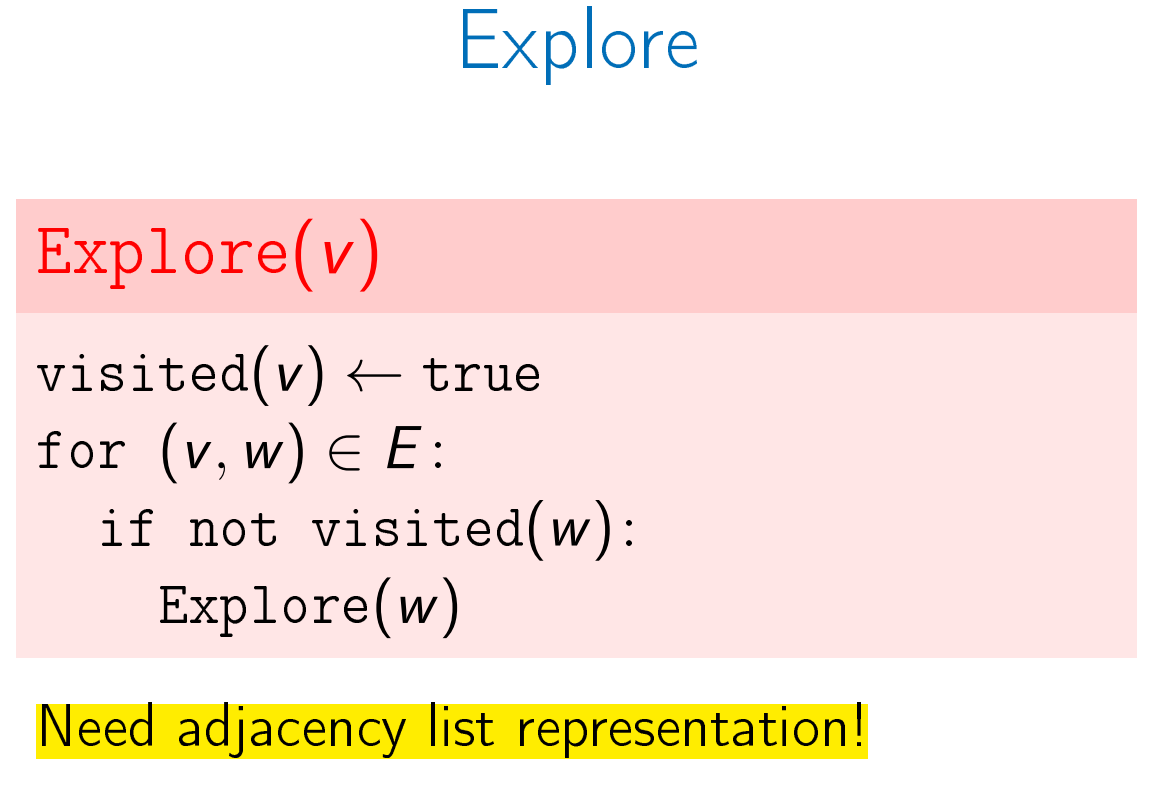 Explore
Explore(v)
visited(v) ← true
for (v, w) ∈ E:
if not visited(w):
Explore(w)
Need adjacency list representation!